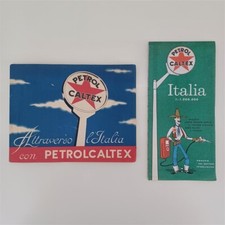 PETROL
CALTEX
Attraverso l'Italia
con PETROLCALTEX
PETROL
CALTEX
Italia